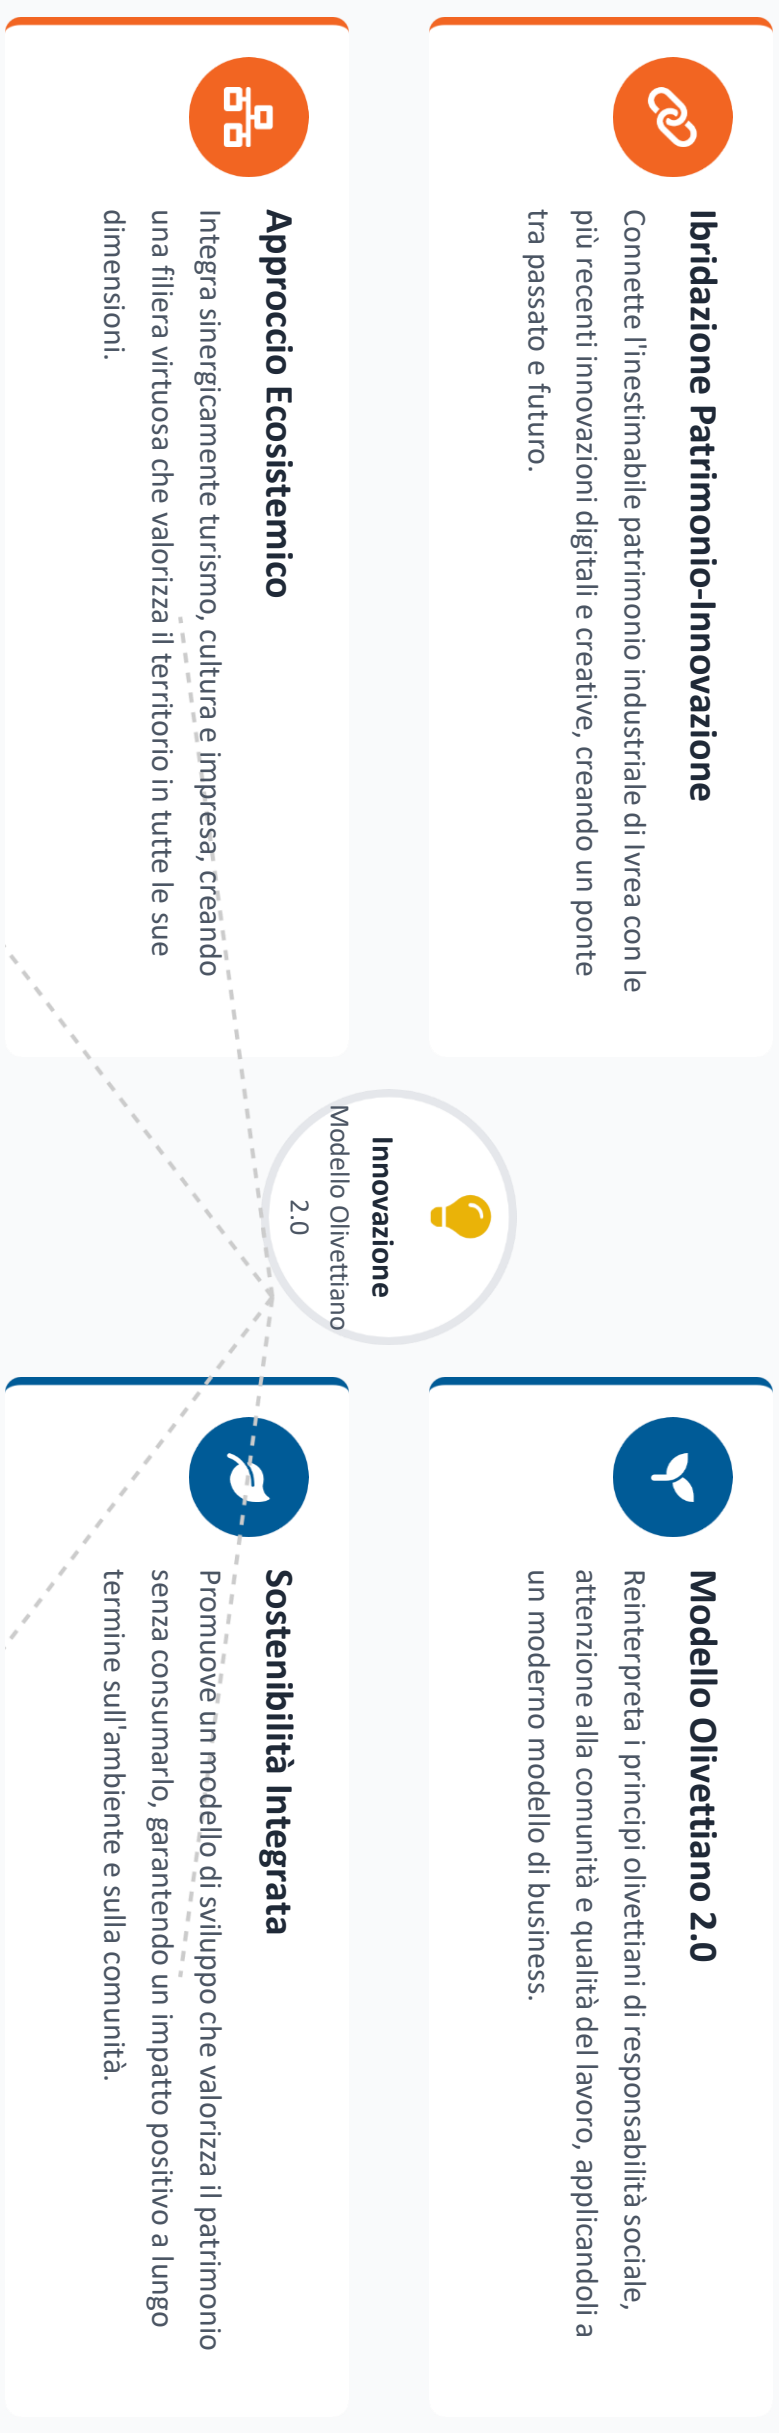 Ibridazione Patrimonio-Innovazione
Connette l'inestimabile patrimonio industriale di Ivrea con le
più recenti innovazioni digitali e creative, creando un ponte
tra passato e futuro.
Modello Olivettiano 2.0
Reinterpreta i principi olivettiani di responsabilità sociale,
attenzione alla comunità e qualità del lavoro, applicandoli a
un moderno modello di business.
Innovazione
Modello Olivettiano
2.0
Approccio Ecosistemico
Integra sinergicamente turismo, cultura e impresa, creando
una filiera virtuosa che valorizza il territorio in tutte le sue
dimensioni.
Sostenibilità Integrata
Promuove un modello di sviluppo che valorizza il patrimonio
senza consumarlo, garantendo un impatto positivo a lungo
termine sull'ambiente e sulla comunità.